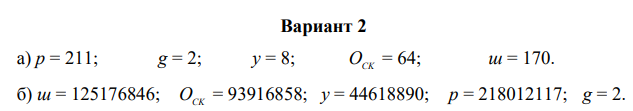 Вариант 2
а) p = 211; g = 2; y = 8; O_СК = 64; ш = 170.
б) ш = 125176846; O_СК = 93916858; y = 44618890; p = 218012117; g = 2.